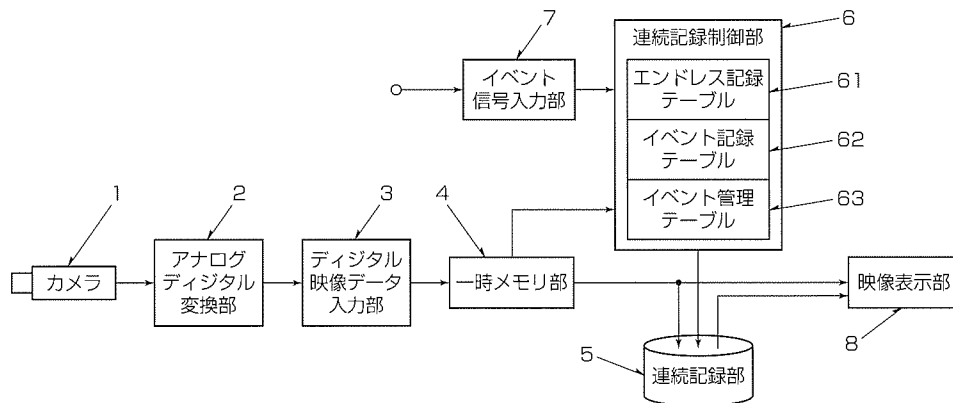 7
6
イベント
信号入力部
連続記録制御部
エンドレス記録
テーブル
61
イベント記録
テーブル
62
イベント管理
テーブル
63
1
2
3
4
カメラ
アナログ
ディジタル
変換部
ディジタル
映像データ
入力部
一時メモリ部
映像表示部
8
5
連続記録部